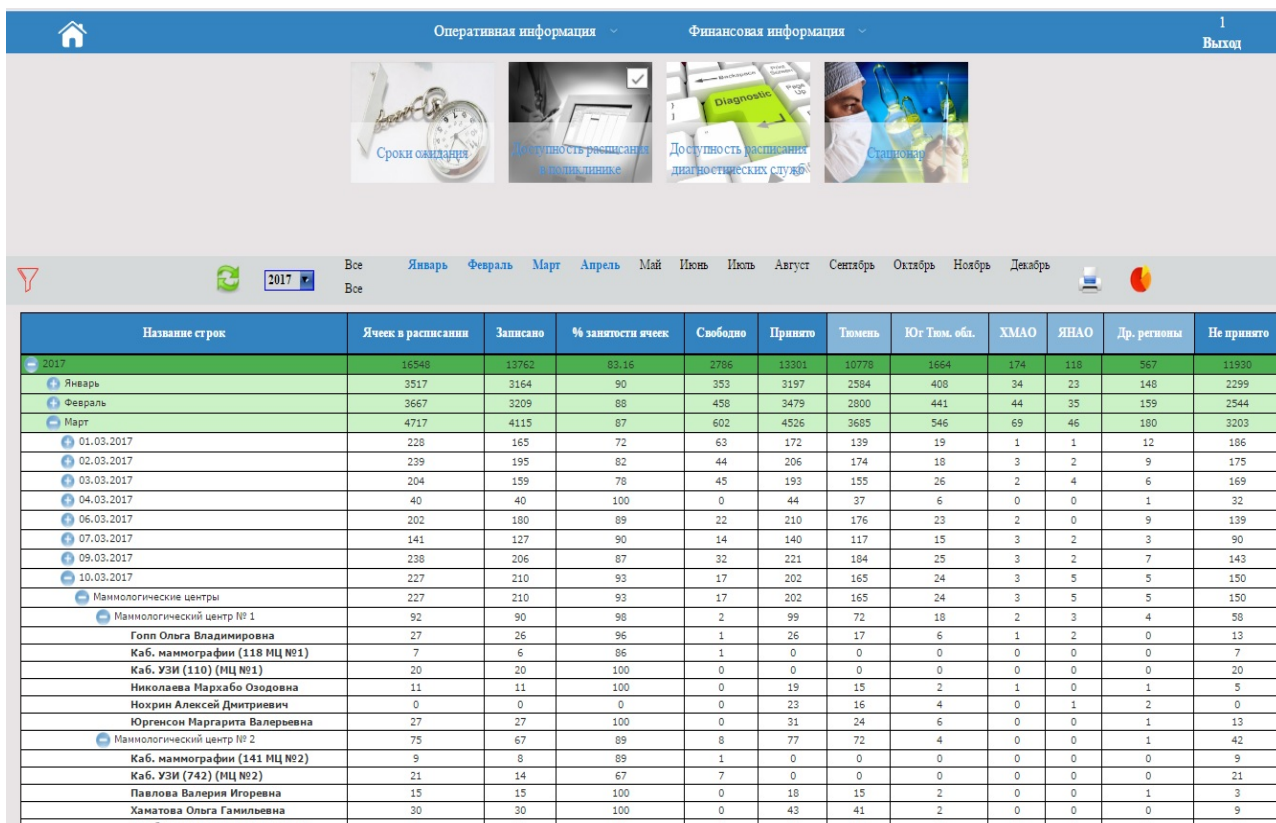 1
Оперативная информация Финансовая информация
Выход
Backspace Print Screen
Page Up
Diagnostic
Сроки ожидания
Доступность расписания
в поликлинике
Доступность расписания
диагностических служб
Стационар
Все Январь Февраль Март Апрель Май Июнь Июль Август Сентябрь Октябрь Ноябрь Декабрь
2017
Все
Название строк Ячеек в расписании Записано % занятости ячеек Свободно Принято Тюмень Юг Тюм. обл. ХМАО ЯНАО Др. регионы Не принято
2017 16548 13762 83.16 2786 13301 10778 1664 174 118 567 11930
Январь 3517 3164 90 353 3197 2584 408 34 23 148 2299
Февраль 3667 3209 88 458 3479 2800 441 44 35 159 2544
Март 4717 4115 87 602 4526 3685 546 69 46 180 3203
01.03.2017 228 165 72 63 172 139 19 1 1 12 186
02.03.2017 239 195 82 44 206 174 18 3 2 9 175
03.03.2017 204 159 78 45 193 155 26 2 4 6 169
04.03.2017 40 40 100 0 44 37 6 0 0 1 32
06.03.2017 202 180 89 22 210 176 23 2 0 9 139
07.03.2017 141 127 90 14 140 117 15 3 2 3 90
09.03.2017 238 206 87 32 221 184 25 3 2 7 143
10.03.2017 227 210 93 17 202 165 24 3 5 5 150
Маммологические центры 227 210 93 17 202 165 24 3 5 5 150
Маммологический центр № 1 92 90 98 2 99 72 18 2 3 4 58
Гопп Ольга Владимировна 27 26 96 1 26 17 6 1 2 0 13
Каб. маммографии (118 МЦ №1) 7 6 86 1 0 0 0 0 0 0 7
Каб. УЗИ (110) (МЦ №1) 20 20 100 0 0 0 0 0 0 0 20
Николаева Мархабо Озодовна 11 11 100 0 19 15 2 1 0 1 5
Нохрин Алексей Дмитриевич 0 0 0 0 23 16 4 0 1 2 0
Юргенсон Маргарита Валерьевна 27 27 100 0 31 24 6 0 0 1 13
Маммологический центр № 2 75 67 89 8 77 72 4 0 0 1 42
Каб. маммографии (141 МЦ №2) 9 8 89 1 0 0 0 0 0 0 9
Каб. УЗИ (742) (МЦ №2) 21 14 67 7 0 0 0 0 0 0 21
Павлова Валерия Игоревна 15 15 100 0 18 15 2 0 0 1 3
Хаматова Ольга Гамильевна 30 30 100 0 43 41 2 0 0 0 9